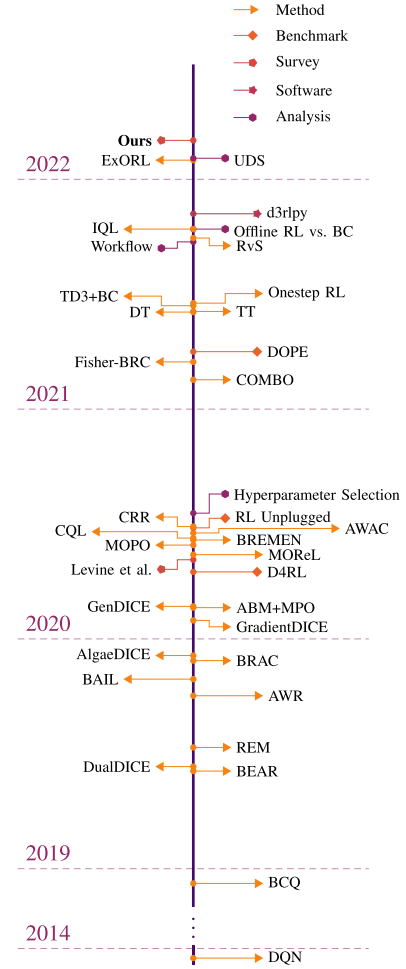 Method
Benchmark
Survey
Software
Analysis
Ours
ExORL
UDS
2022
d3rlpy
IQL
Offline RL vs. BC
Workflow
RvS
TD3+BC
Onestep RL
DT
TT
DOPE
Fisher-BRC
COMBO
2021
Hyperparameter Selection
CRR
RL Unplugged
CQL
AWAC
MOPO
BREMEN
MOReL
Levine et al.
D4RL
GenDICE
ABM+MPO
GradientDICE
2020
AlgaeDICE
BRAC
BAIL
AWR
REM
DualDICE
BEAR
2019
BCQ
2014
DQN